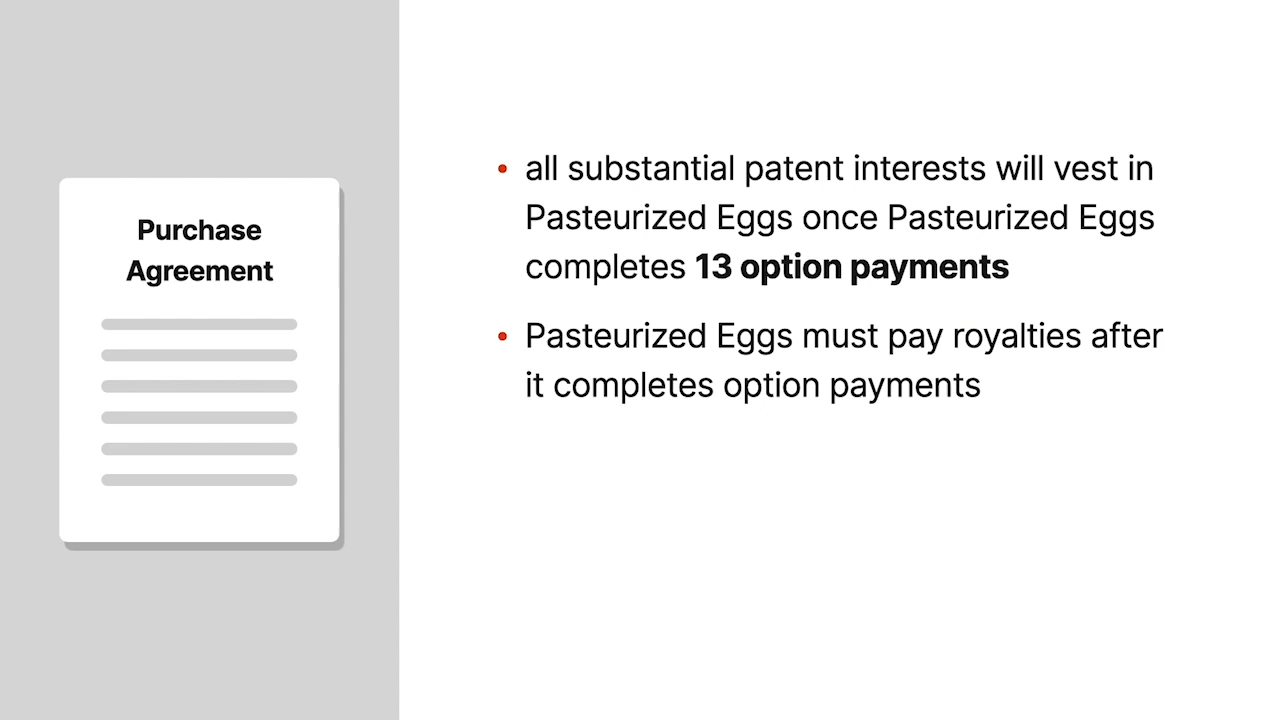 Purchase
Agreement
• all substantial patent interests will vest in
Pasteurized Eggs once Pasteurized Eggs
completes 13 option payments
• Pasteurized Eggs must pay royalties after
it completes option payments